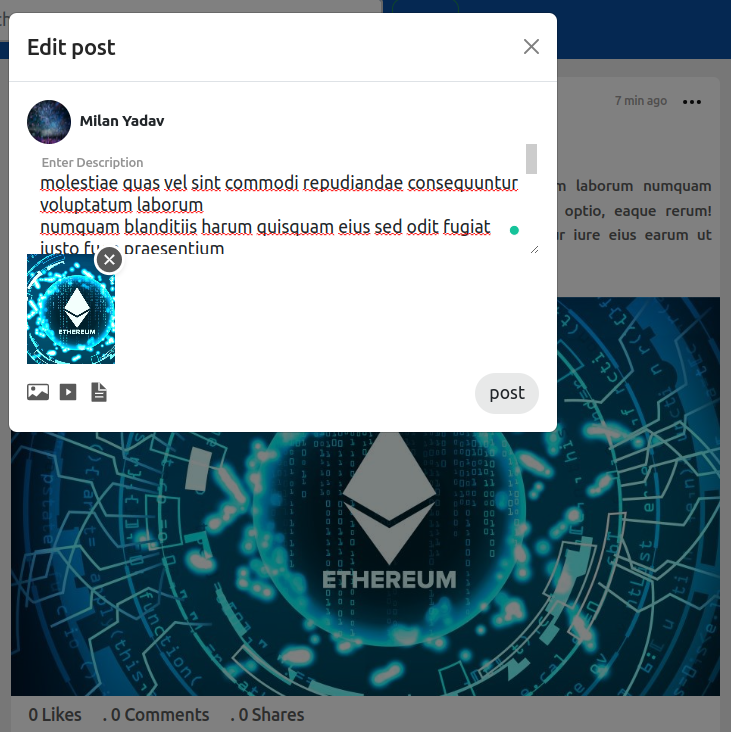 Edit post
Milan Yadav
7 min ago
Enter Description
molestiae quas vel sint commodi repudiandae consequuntur
voluptatum laborum
numquam blanditiis harum quisquam eius sed odit fugiat
iusto fuga praesentium
laborum numquam
optio, eaque rerum!
iure eius earum ut
ETHEREUM
post
ETHEREUM
0 Likes . 0 Comments . 0 Shares